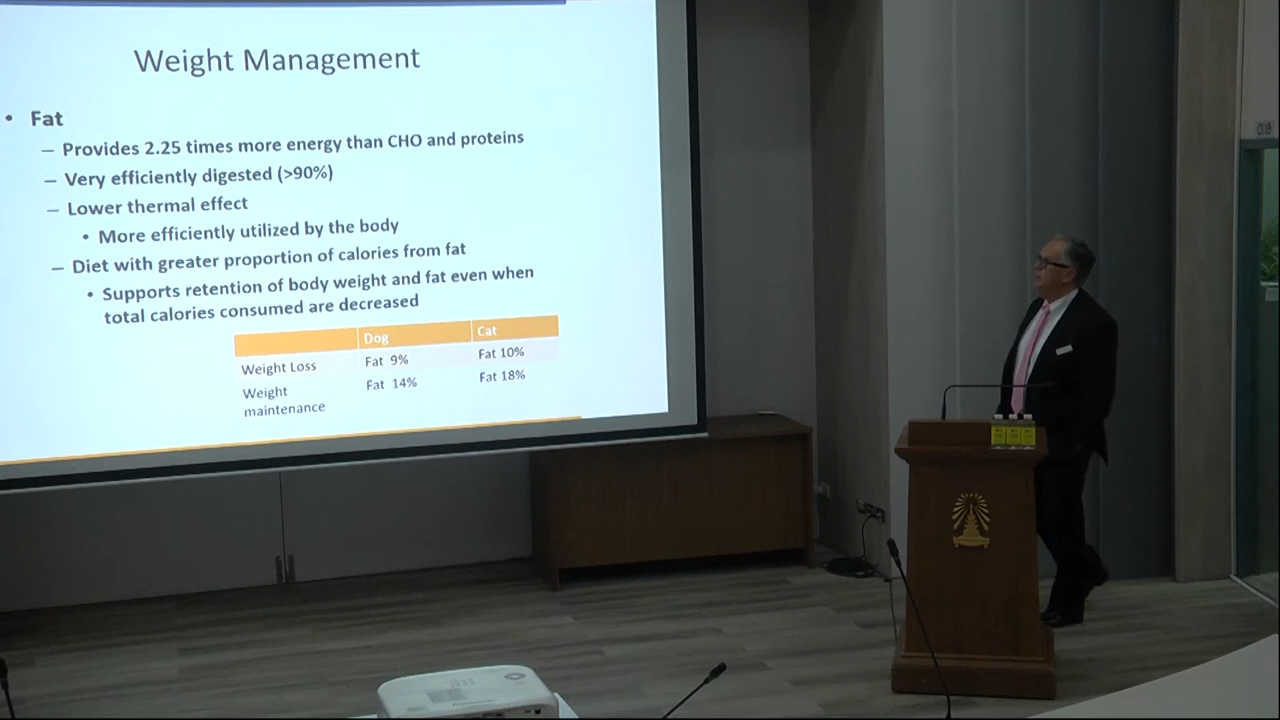 Weight Management
• Fat
– Provides 2.25 times more energy than CHO and proteins
– Very efficiently digested (>90%)
– Lower thermal effect
• More efficiently utilized by the body
– Diet with greater proportion of calories from fat
• Supports retention of body weight and fat even when
total calories consumed are decreased
Dog Cat
Weight Loss Fat 9% Fat 10%
Weight Fat 14% Fat 18%
maintenance